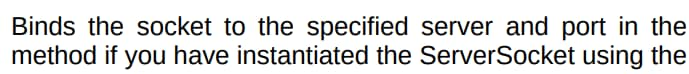 Binds the socket to the specified server and port in the
method if you have instantiated the ServerSocket using the